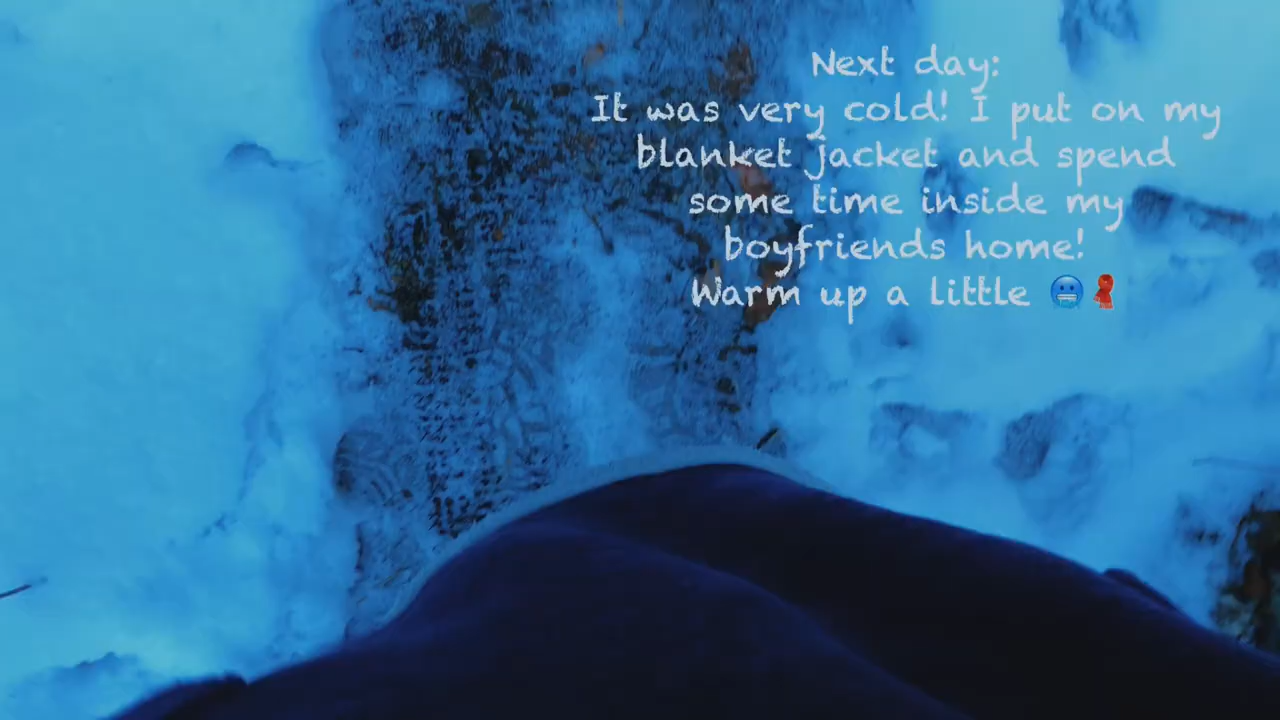 Next day:
It was very cold! I put on my
blanket jacket and spend
some time inside my
boyfriends home!
Warm up a little 🥶🧣